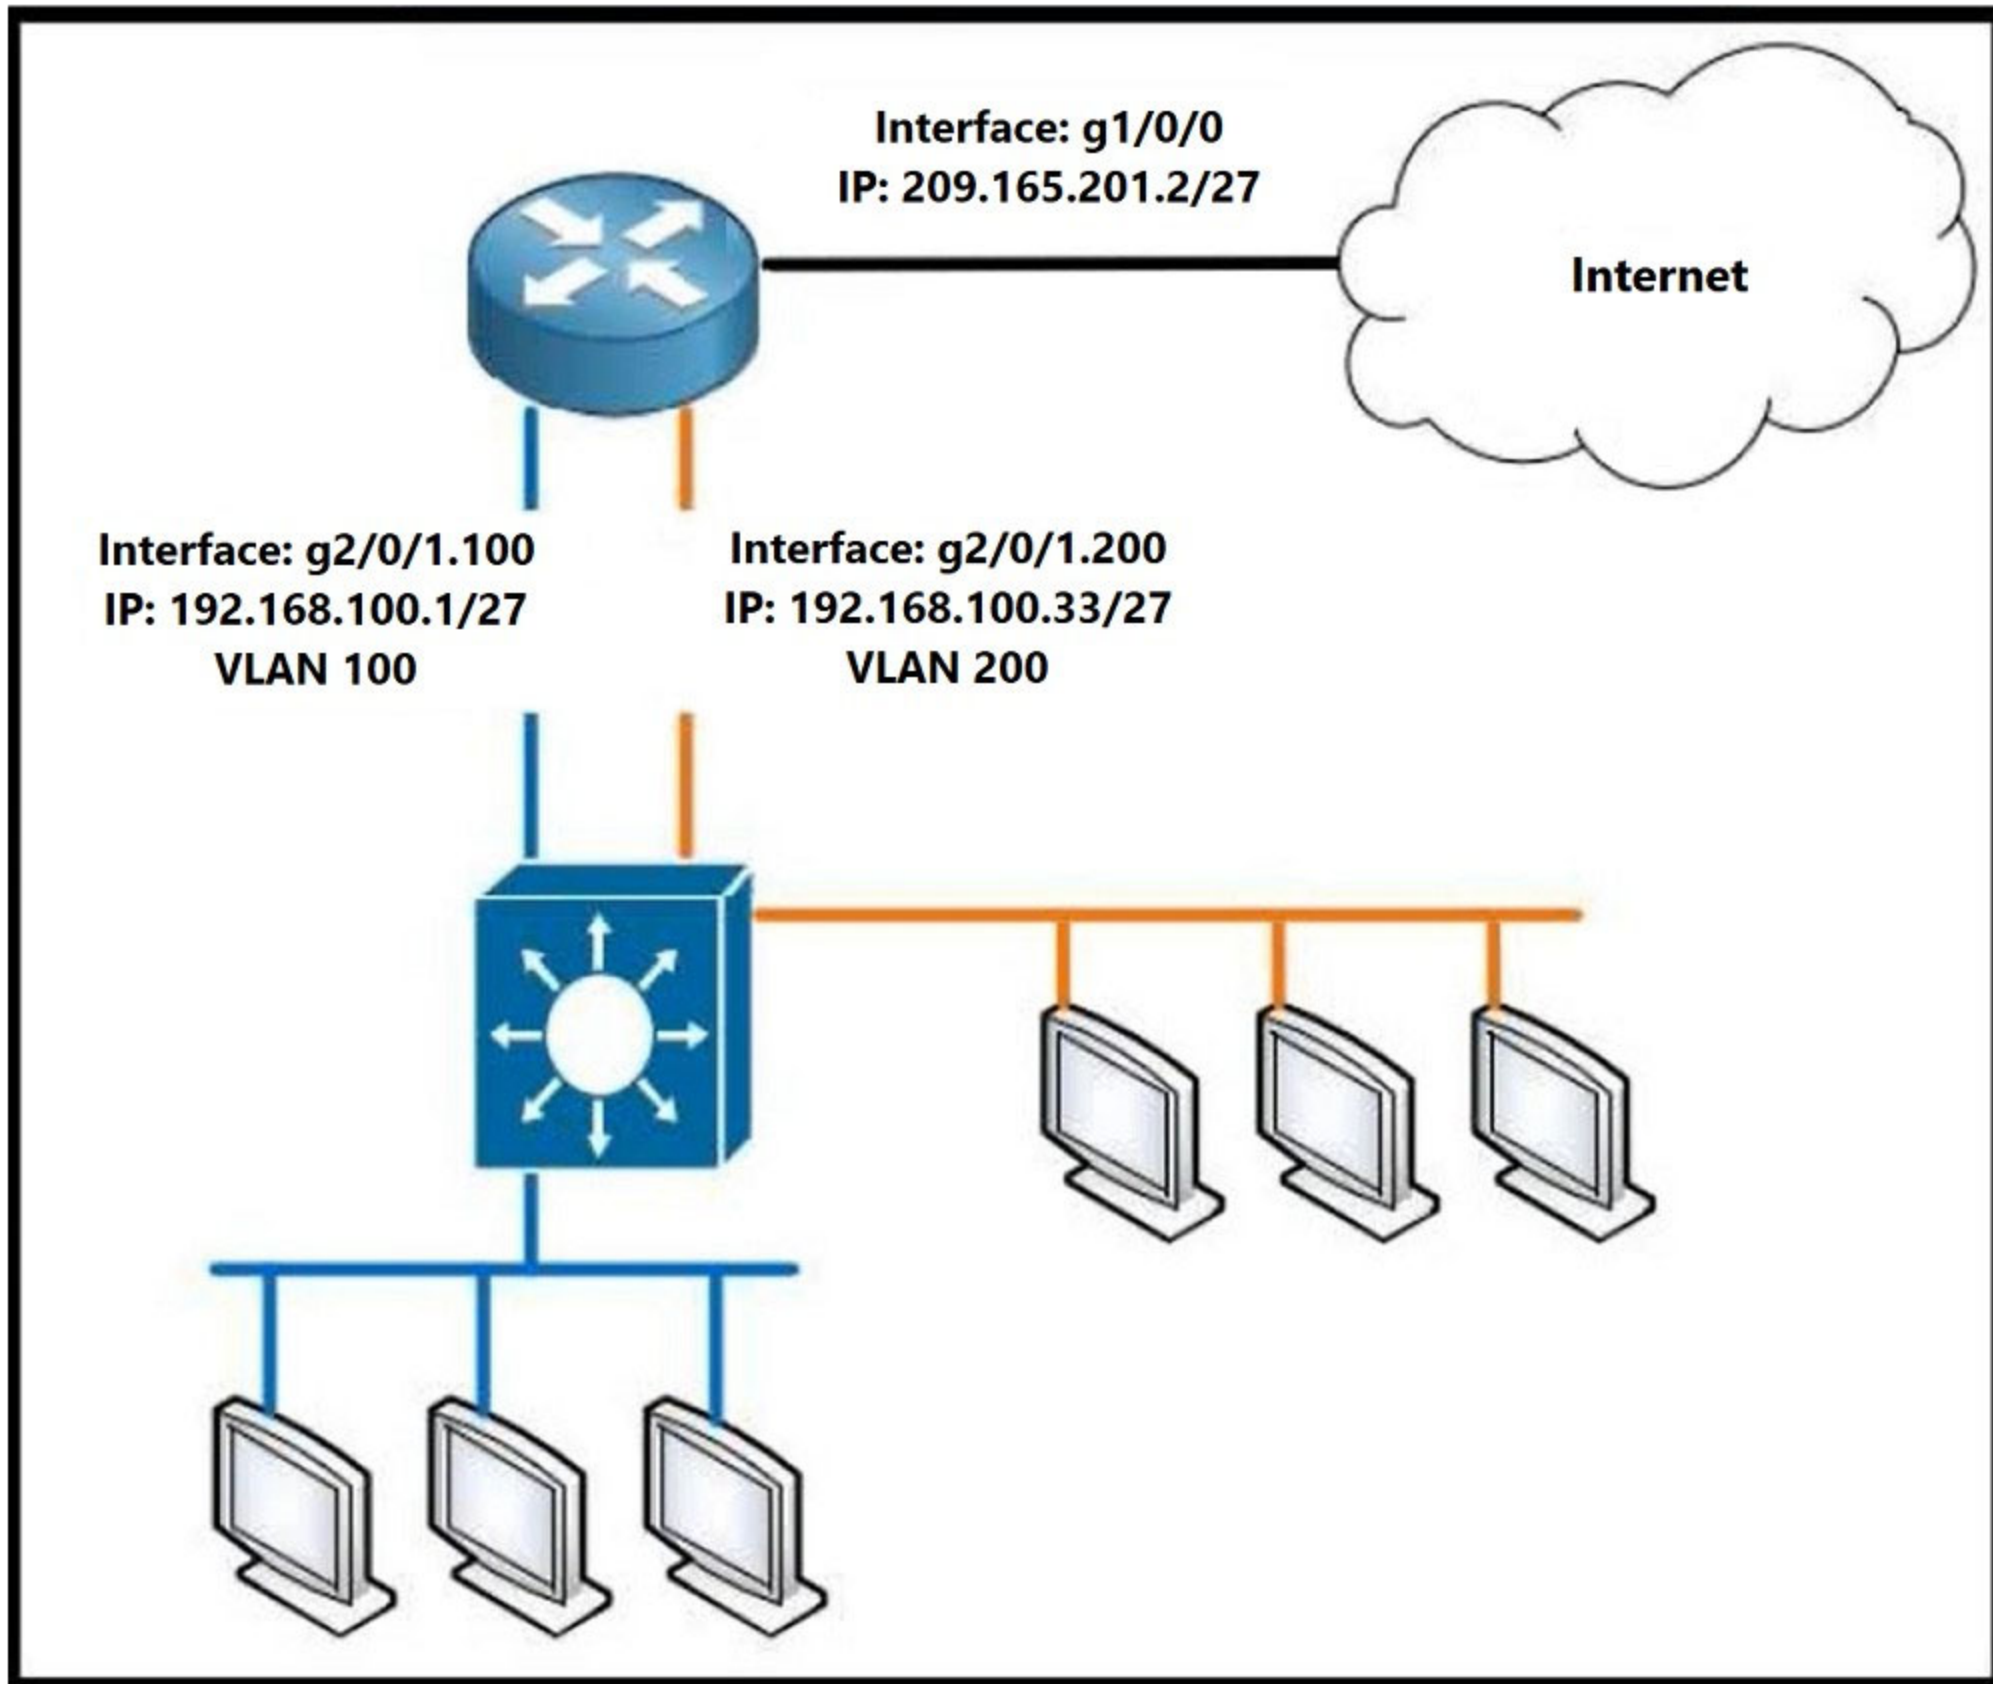 Interface: g1/0/0
IP: 209.165.201.2/27
Internet
Interface: g2/0/1.100
IP: 192.168.100.1/27
VLAN 100
Interface: g2/0/1.200
IP: 192.168.100.33/27
VLAN 200